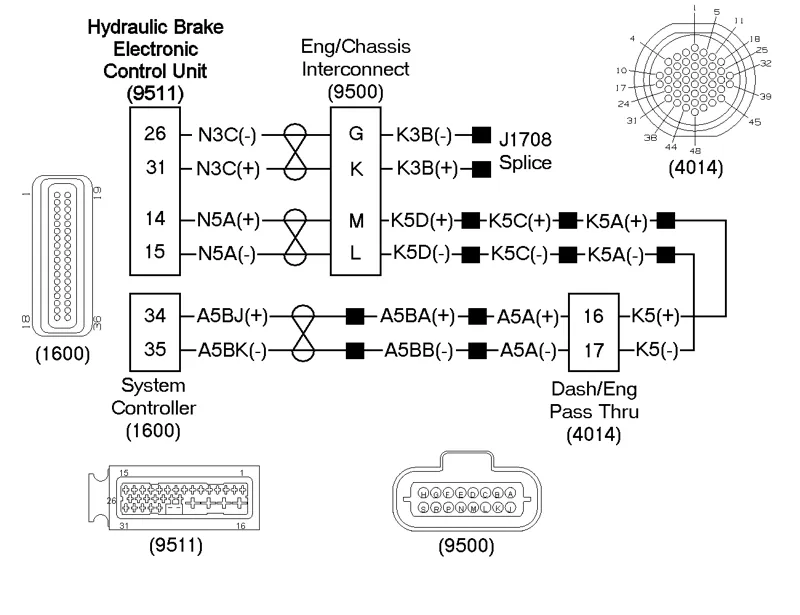 Hydraulic Brake
Electronic
Control Unit
(9511)
Eng/Chassis
Interconnect
(9500)
1
5
11
4
18
25
10
32
17
24
39
31
45
38
44
48
(4014)
26 N3C(-) G K3B(-) J1708
31 N3C(+) K K3B(+) Splice
14 N5A(+) M K5D(+) K5C(+) K5A(+)
15 N5A(-) L K5D(-) K5C(-) K5A(-)
34 A5BJ(+) A5BA(+) A5A(+) 16 K5(+)
35 A5BK(-) A5BB(-) A5A(-) 17 K5(-)
1 19
18 36
(1600)
System
Controller
(1600)
Dash/Eng
Pass Thru
(4014)
15 1
26
31 16
(9511)
H G F E D C B A
S R P N M L K J
(9500)